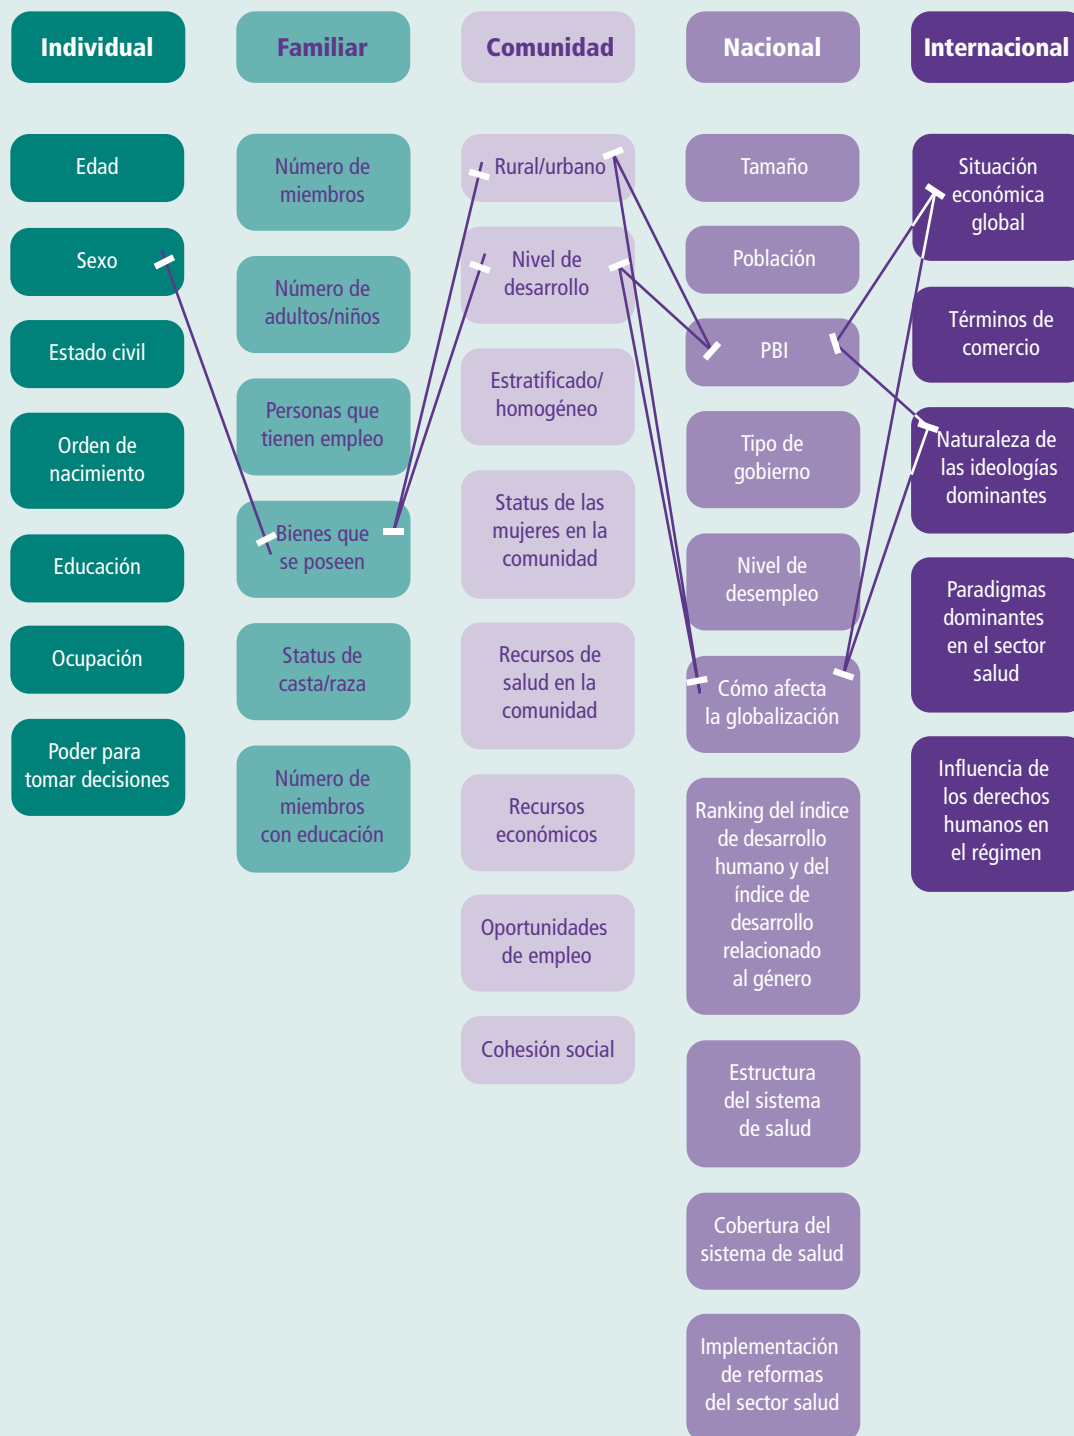 Individual
Familiar
Comunidad
Nacional
Internacional
Edad
Sexo
Estado civil
Orden de
nacimiento
Educación
Ocupación
Poder para
tomar decisiones
Número de
miembros
Número de
adultos/niños
Personas que
tienen empleo
Bienes que
se poseen
Status de
casta/raza
Número de
miembros
con educación
Rural/urbano
Nivel de
desarrollo
Estratificado/
homogéneo
Status de las
mujeres en la
comunidad
Recursos de
salud en la
comunidad
Recursos
económicos
Oportunidades
de empleo
Cohesión social
Tamaño
Población
PBI
Tipo de
gobierno
Nivel de
desempleo
Cómo afecta
la globalización
Ranking del índice
de desarrollo
humano y del
índice de
desarrollo
relacionado
al género
Estructura
del sistema
de salud
Cobertura del
sistema de salud
Implementación
de reformas
del sector salud
Situación
económica
global
Términos de
comercio
Naturaleza de
las ideologías
dominantes
Paradigmas
dominantes
en el sector
salud
Influencia de
los derechos
humanos en
el régimen